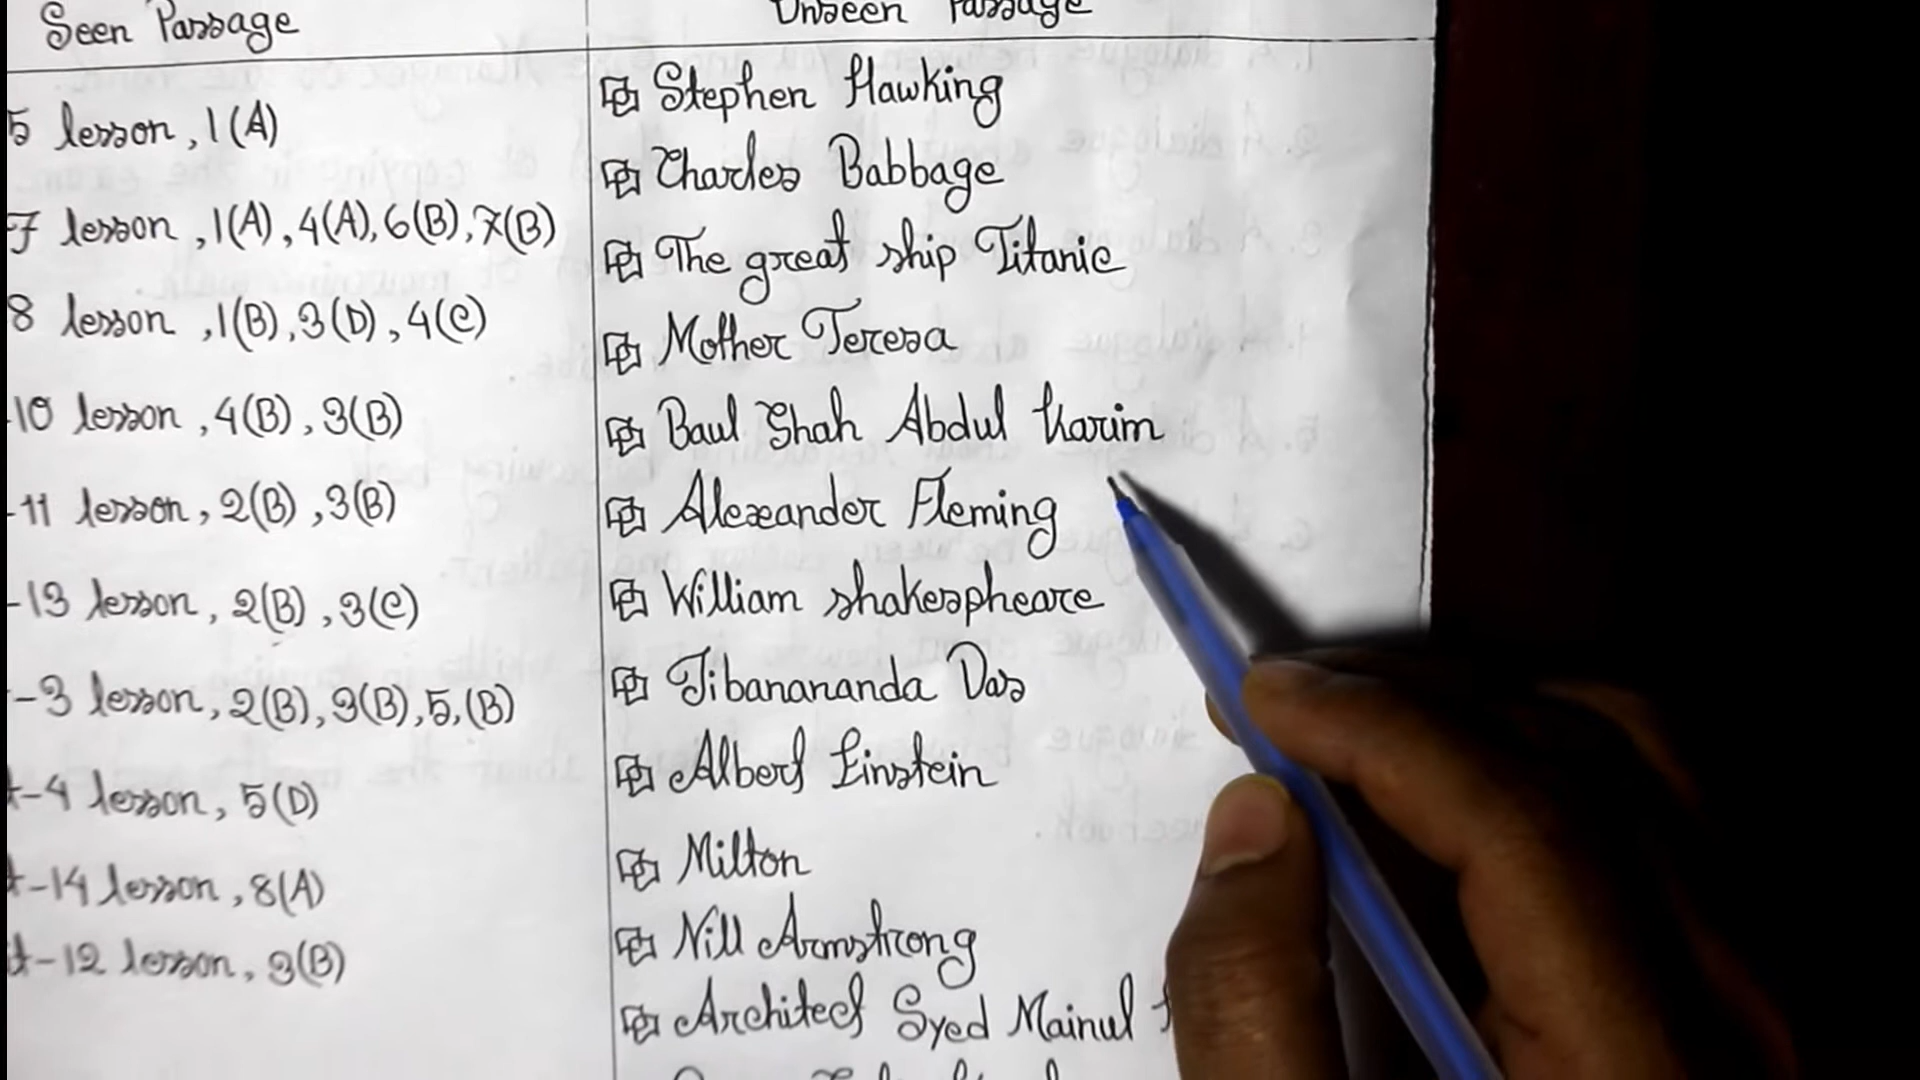 Seen Passage
5 lesson, 1(A)
7 lesson, 1(A), 4(A), 6(B), 7(B)
8 lesson, 1(B), 3(D), 4(C)
-10 lesson, 4(B), 3(B)
-11 lesson, 2(B), 3(B)
-13 lesson, 2(B), 3(C)
-3 lesson, 2(B), 3(B), 5,(B)
t-4 lesson, 5(D)
t-14 lesson, 8(A)
t-12 lesson, 3(B)
Unseen Passage
Stephen Hawking
Charles Babbage
The great ship Titanic
Mother Teresa
Baul Shah Abdul Karim
Alexander Fleming
William shakespheare
Jibanananda Das
Albert Einstein
Milton
Nill Armstrong
Architect Syed Mainul